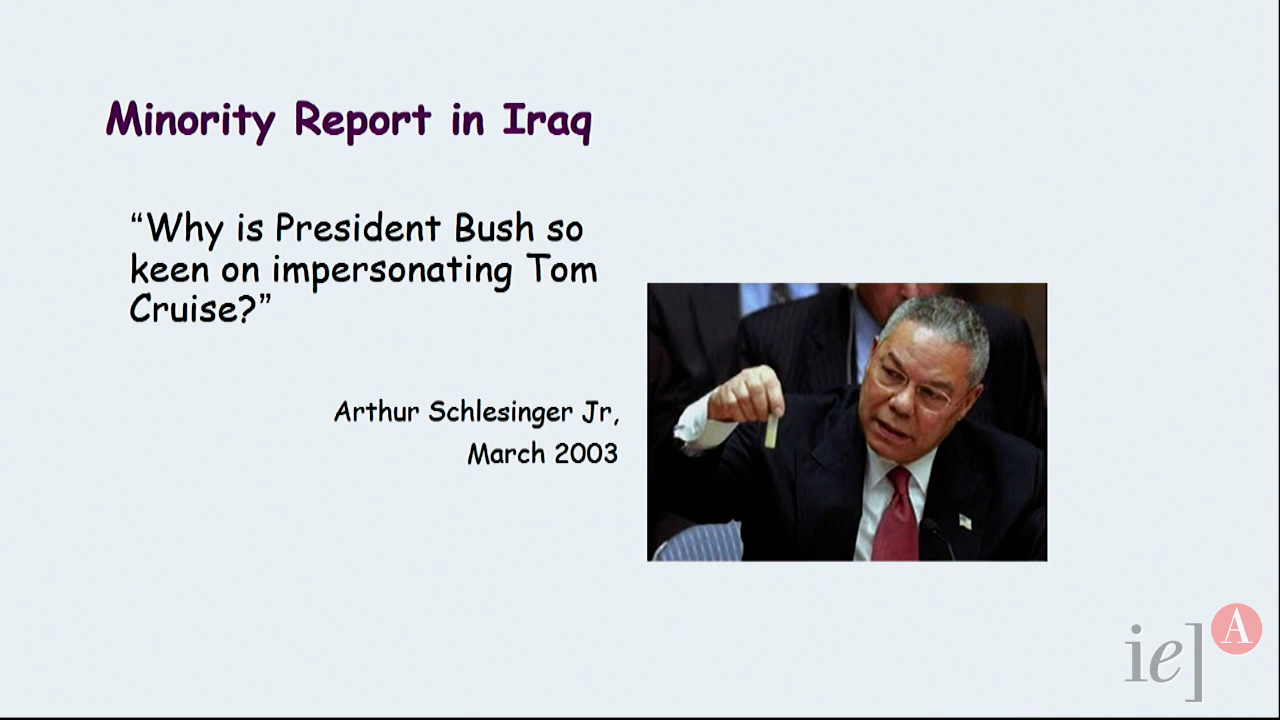 Minority Report in Iraq
“Why is President Bush so
keen on impersonating Tom
Cruise?”
Arthur Schlesinger Jr,
March 2003
ie] A